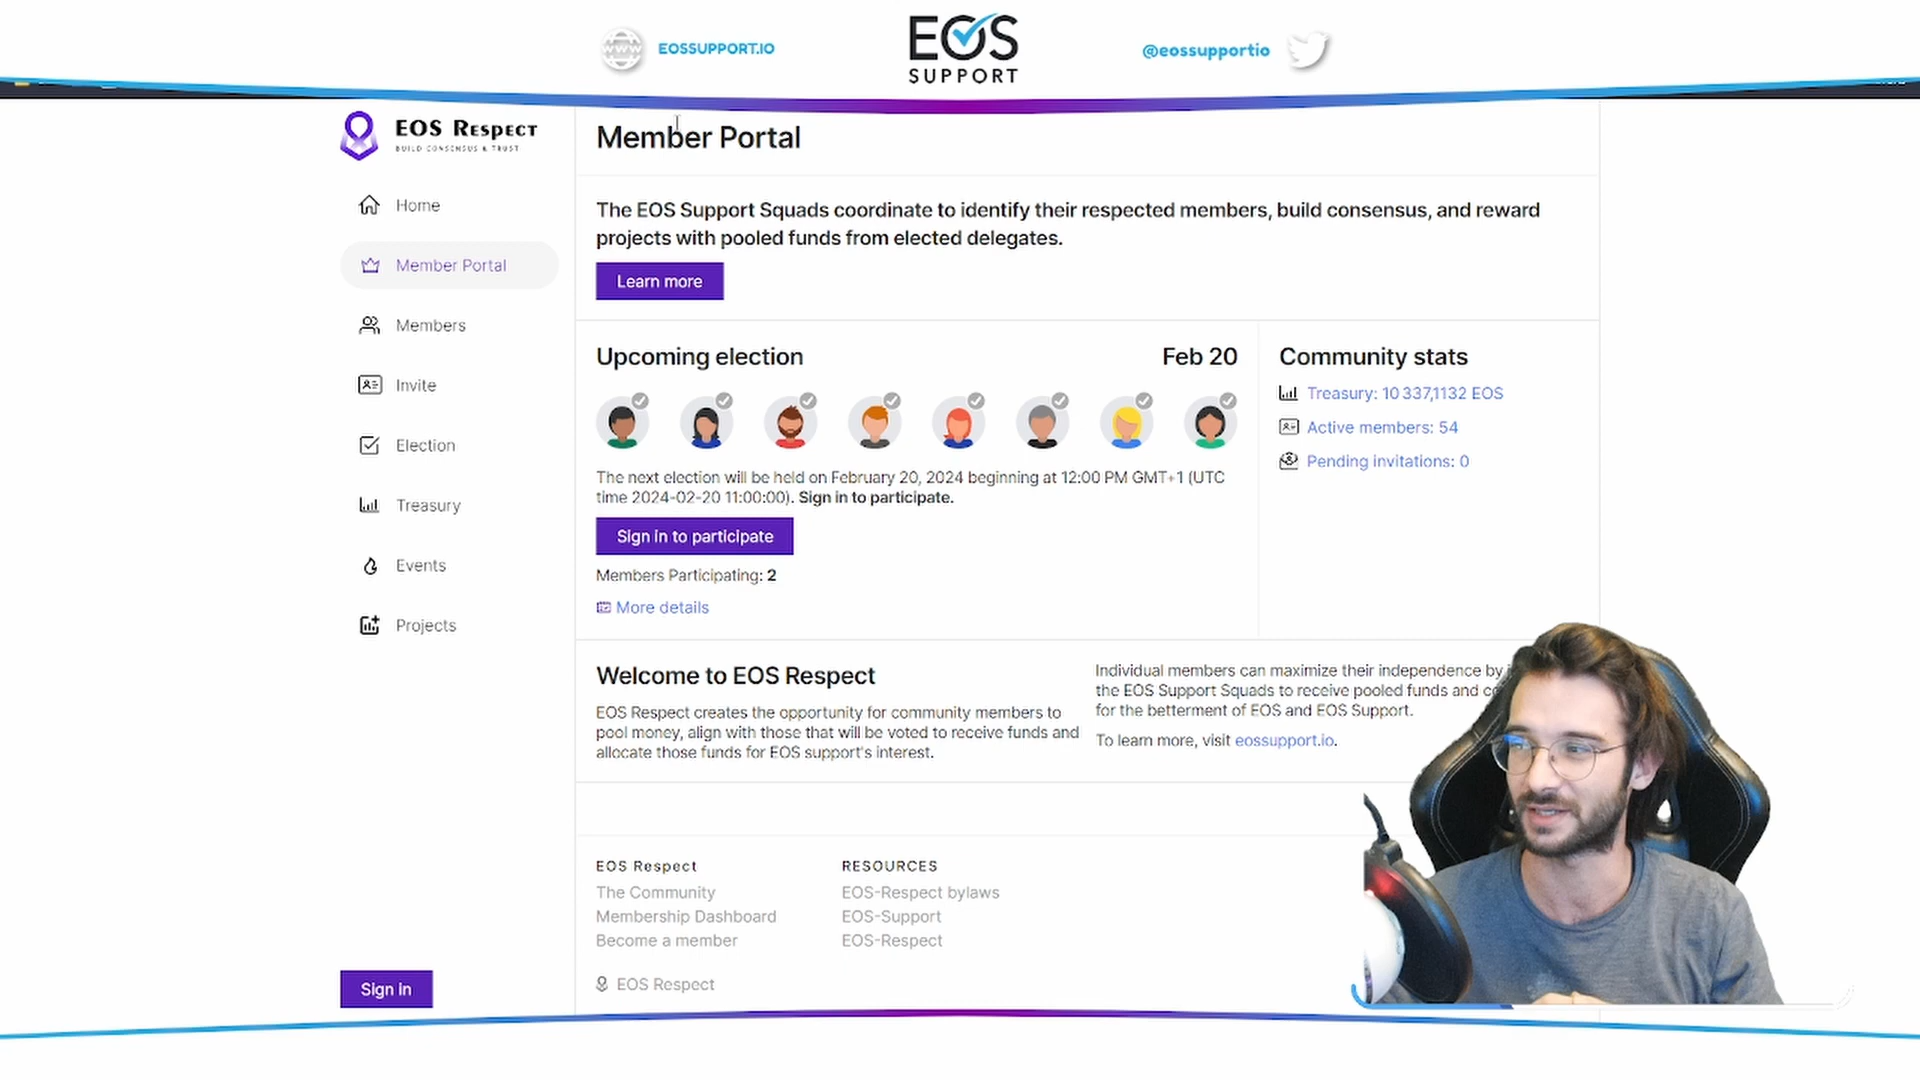 www
EOSSUPPORT.IO
EOS
SUPPORT
@eossupportio
EOS RESPECT
BUILD CONSENSUS & TRUST
Home
Member Portal
Members
Invite
Election
Treasury
Events
Projects
Sign in
Member Portal
The EOS Support Squads coordinate to identify their respected members, build consensus, and reward
projects with pooled funds from elected delegates.
Learn more
Upcoming election
Feb 20
The next election will be held on February 20, 2024 beginning at 12:00 PM GMT+1 (UTC
time 2024-02-20 11:00:00). Sign in to participate.
Sign in to participate
Members Participating: 2
More details
Community stats
Treasury: 10 337,1132 EOS
Active members: 54
Pending invitations: 0
Welcome to EOS Respect
EOS Respect creates the opportunity for community members to
pool money, align with those that will be voted to receive funds and
allocate those funds for EOS support's interest.
Individual members can maximize their independence by
the EOS Support Squads to receive pooled funds and
for the betterment of EOS and EOS Support.
To learn more, visit eossupport.io.
EOS Respect
The Community
Membership Dashboard
Become a member
RESOURCES
EOS-Respect bylaws
EOS-Support
EOS-Respect
EOS Respect